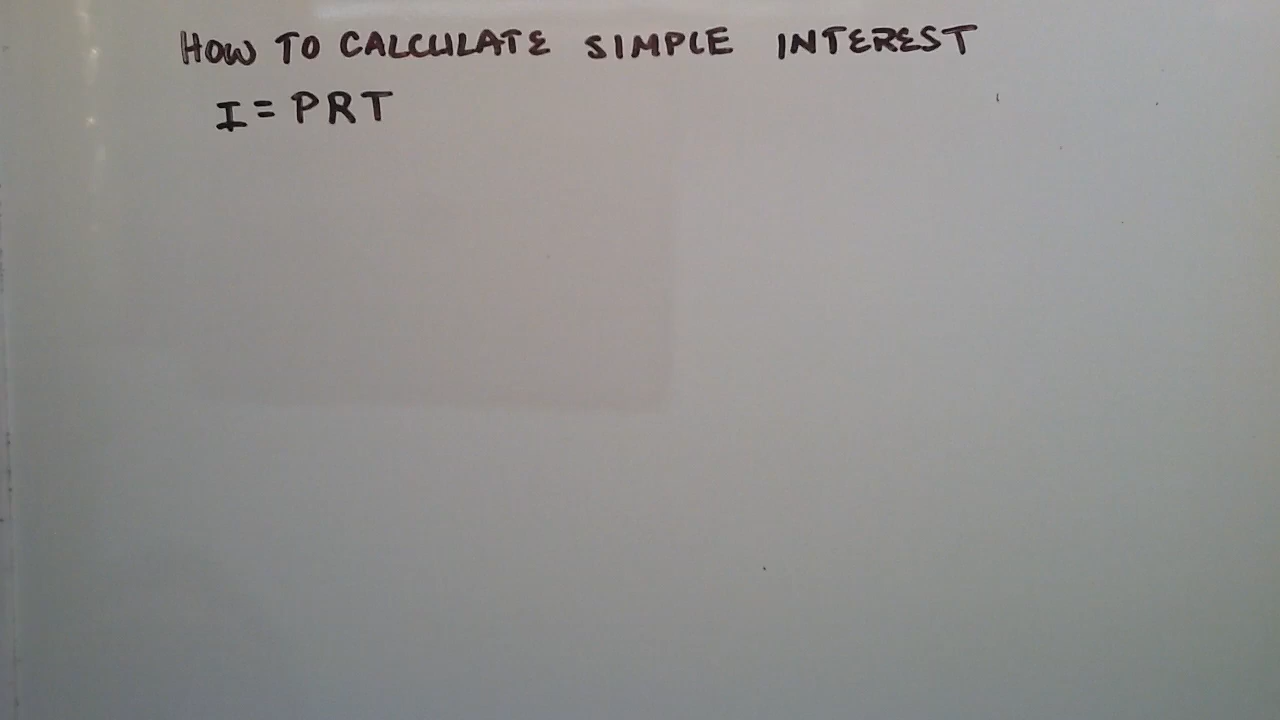 HOW TO CALCULATE SIMPLE INTEREST
I = PRT